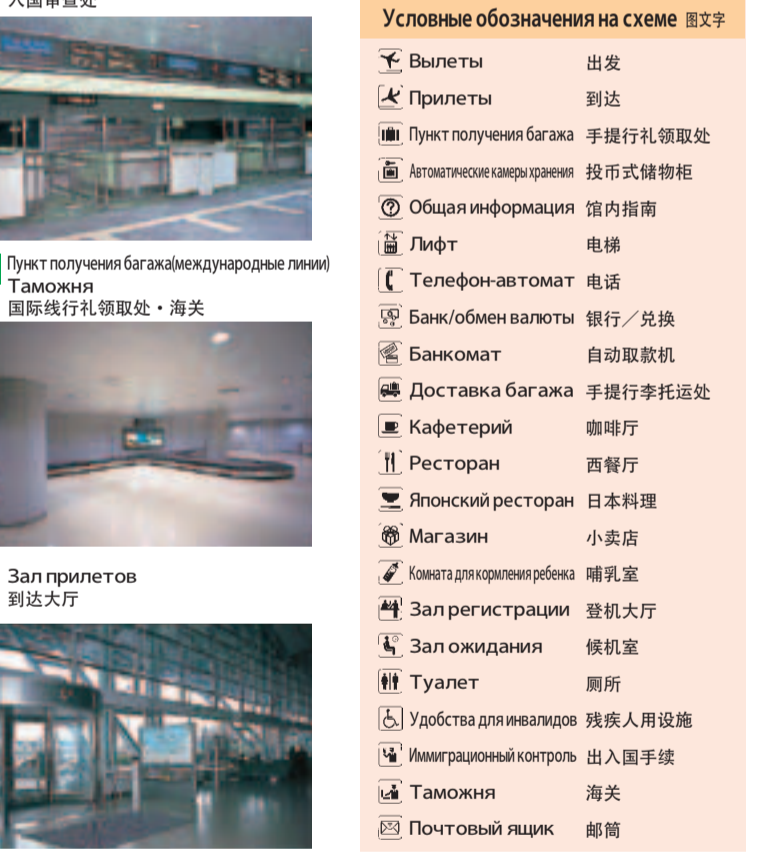 入国审查处
Пункт получения багажа(международные линии)
Таможня
国际线行礼领取处・海关
Зал прилетов
到达大厅
Условные обозначения на схеме 图文字
Вылеты 出发
Прилеты 到达
Пункт получения багажа 手提行礼领取处
Автоматические камеры хранения 投币式储物柜
Общая информация 馆内指南
Лифт 电梯
Телефон-автомат 电话
Банк/обмен валюты 银行／兑换
Банкомат 自动取款机
Доставка багажа 手提行李托运处
Кафетерий 咖啡厅
Ресторан 西餐厅
Японский ресторан 日本料理
Магазин 小卖店
Комната для кормления ребенка 哺乳室
Зал регистрации 登机大厅
Зал ожидания 候机室
Туалет 厕所
Удобства для инвалидов 残疾人用设施
Иммиграционный контроль 出入国手续
Таможня 海关
Почтовый ящик 邮筒